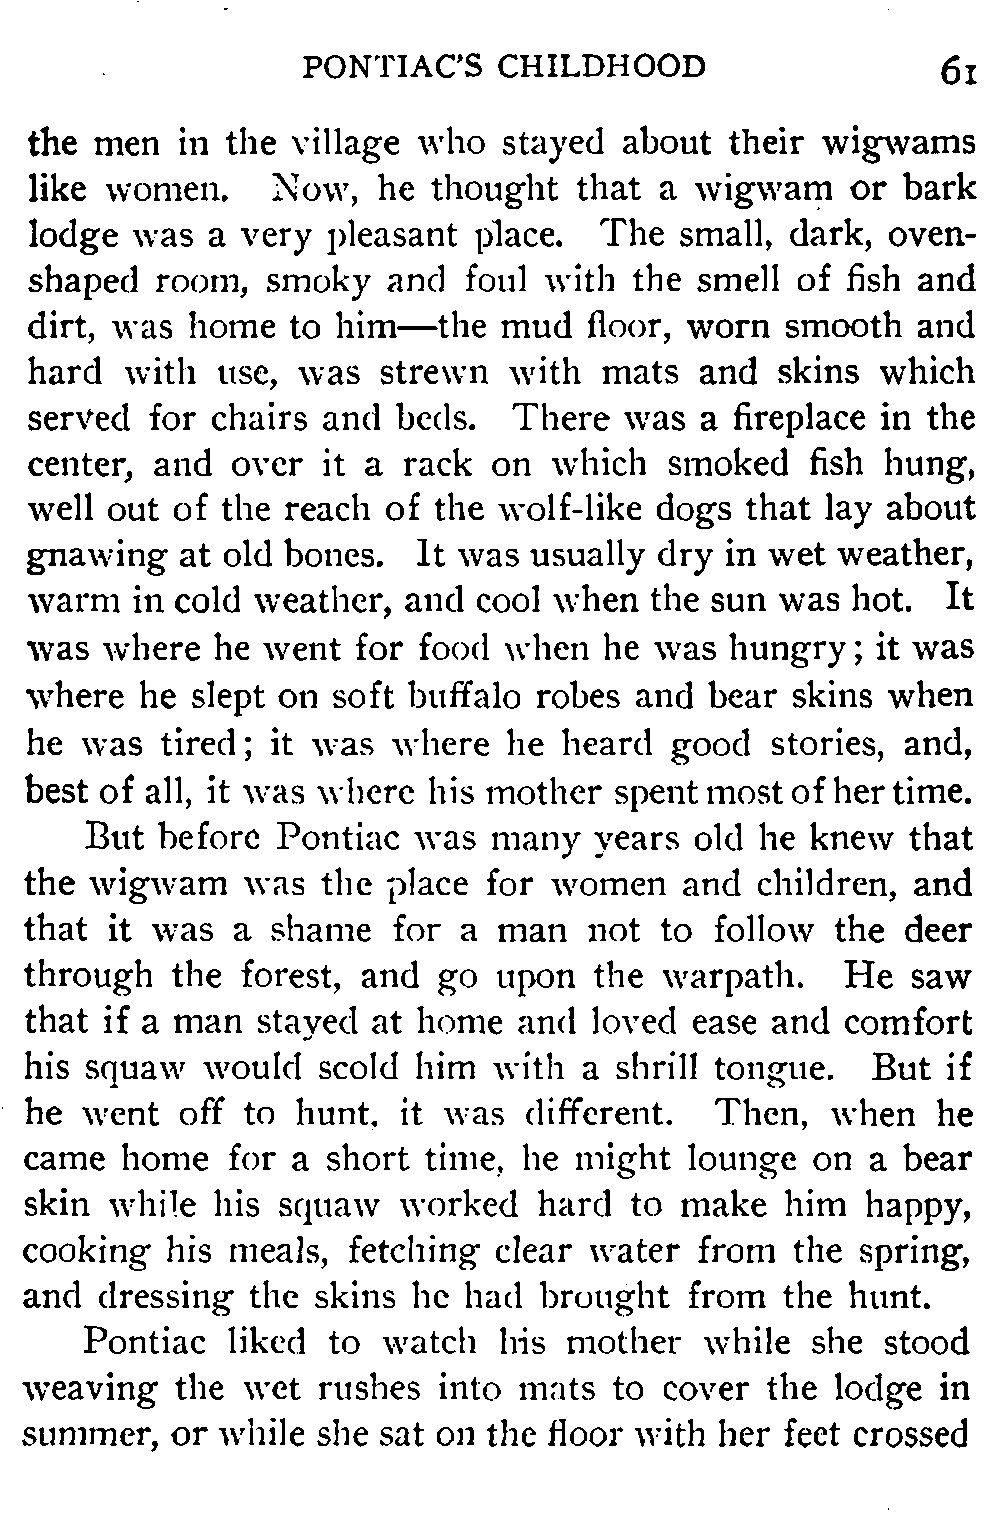 PONTIAC'S CHILDHOOD 61
the men in the village who stayed about their wigwams
like women. Now, he thought that a wigwam or bark
lodge was a very pleasant place. The small, dark, oven-
shaped room, smoky and foul with the smell of fish and
dirt, was home to him—the mud floor, worn smooth and
hard with use, was strewn with mats and skins which
served for chairs and beds. There was a fireplace in the
center, and over it a rack on which smoked fish hung,
well out of the reach of the wolf-like dogs that lay about
gnawing at old bones. It was usually dry in wet weather,
warm in cold weather, and cool when the sun was hot. It
was where he went for food when he was hungry; it was
where he slept on soft buffalo robes and bear skins when
he was tired; it was where he heard good stories, and,
best of all, it was where his mother spent most of her time.
But before Pontiac was many years old he knew that
the wigwam was the place for women and children, and
that it was a shame for a man not to follow the deer
through the forest, and go upon the warpath. He saw
that if a man stayed at home and loved ease and comfort
his squaw would scold him with a shrill tongue. But if
he went off to hunt, it was different. Then, when he
came home for a short time, he might lounge on a bear
skin while his squaw worked hard to make him happy,
cooking his meals, fetching clear water from the spring,
and dressing the skins he had brought from the hunt.
Pontiac liked to watch his mother while she stood
weaving the wet rushes into mats to cover the lodge in
summer, or while she sat on the floor with her feet crossed